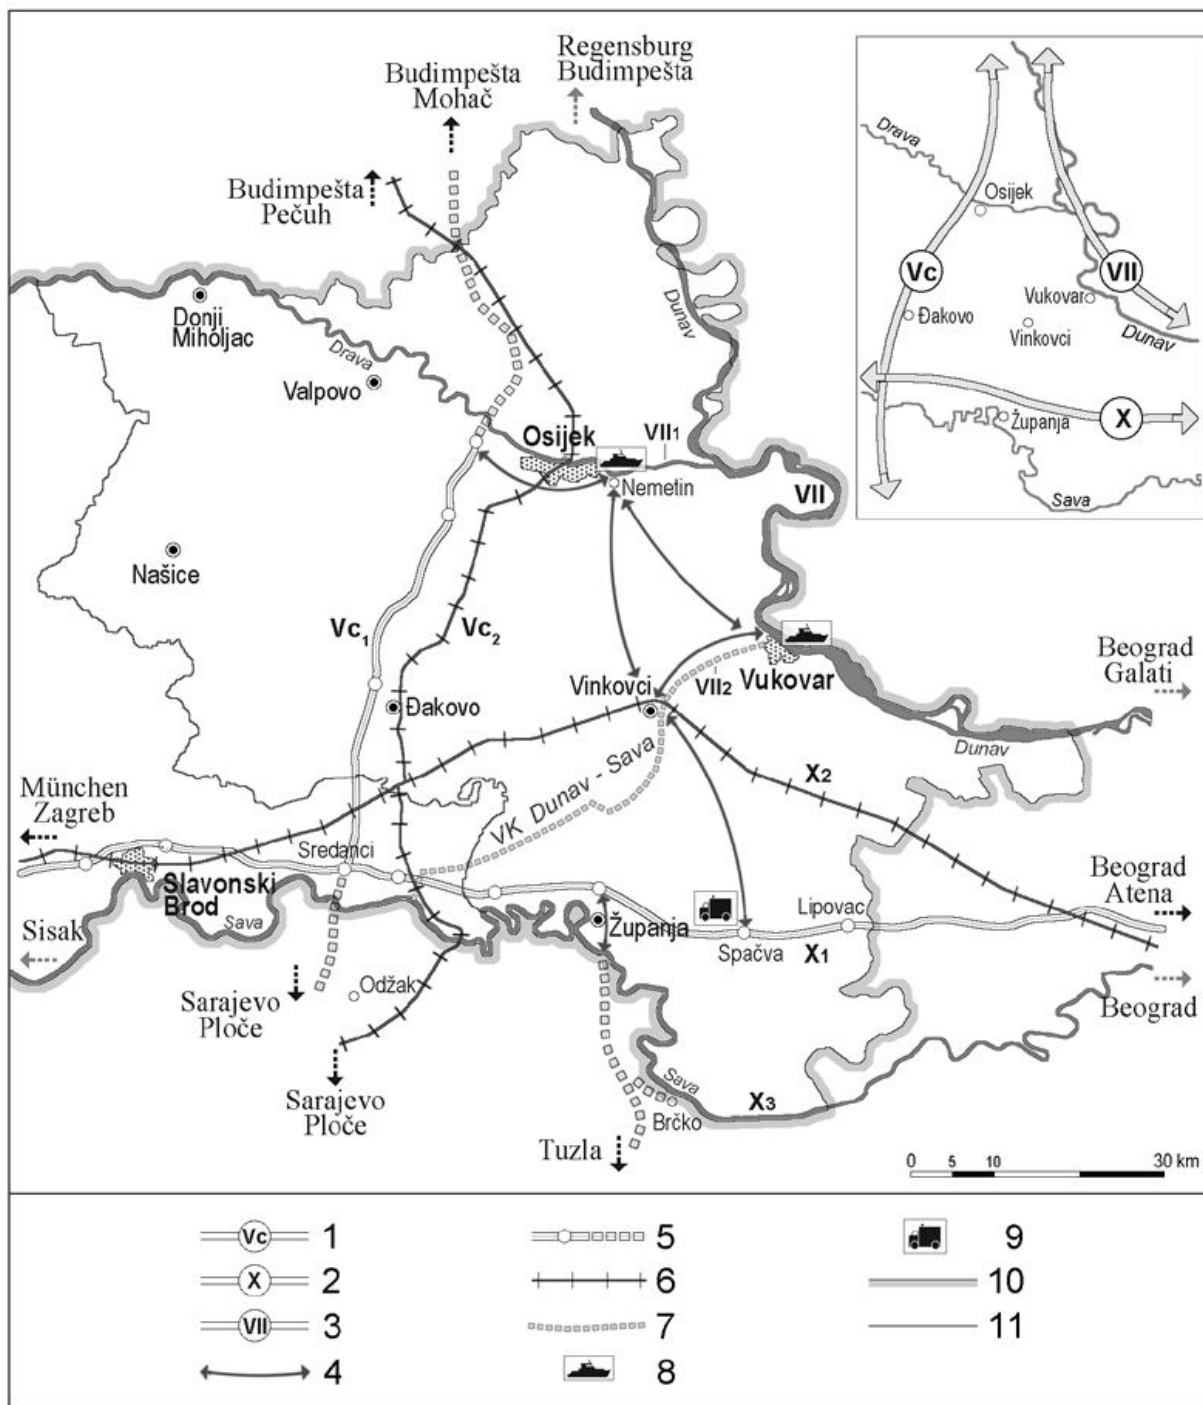 Regensburg
Budimpešta
Budimpešta
Mohač
Budimpešta
Pečuh
Drava
Osijek
Vc
VII
Vukovar
Đakovo
Vinkovci
Dunav
X
Županja
Sava
Donji
Miholjac
Drava
Valpovo
Dunav
Osijek
VII1
Nemetin
VII
Našice
Vc1
Vc2
Vinkovci
VII2
Vukovar
Beograd
Galati
Đakovo
Dunav
VK Dunav - Sava
X2
München
Zagreb
Sredanci
Slavonski
Brod
Sava
Sisak
Županja
Lipovac
Spačva
X1
Beograd
Atena
Odžak
Sarajevo
Ploče
Beograd
Sarajevo
Ploče
Sava
Brčko
X3
Tuzla
0 5 10 30 km
Vc 1
X 2
VII 3
4
5
6
7
8
9
10
11